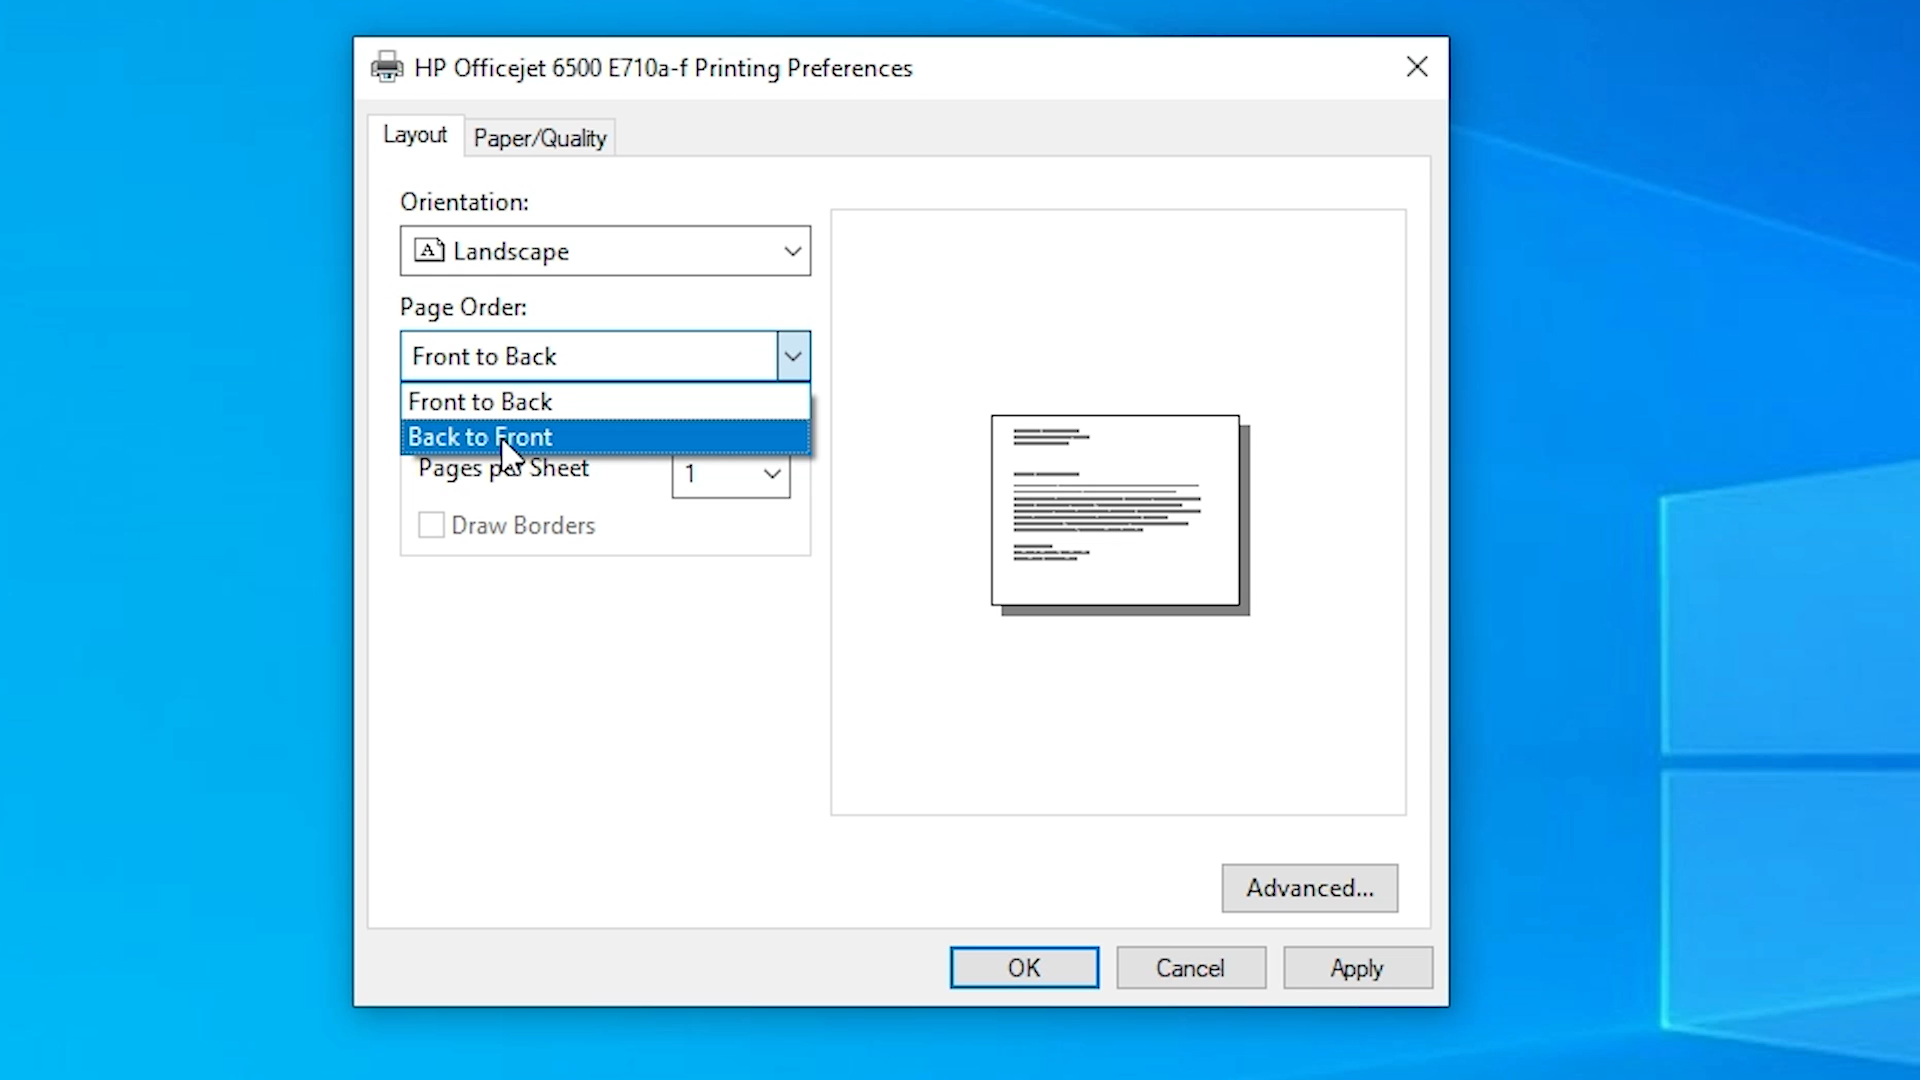 HP Officejet 6500 E710a-f Printing Preferences
Layout
Paper/Quality
Orientation:
A Landscape
Page Order:
Front to Back
Front to Back
Back to Front
Pages per Sheet
1
Draw Borders
Advanced...
OK
Cancel
Apply